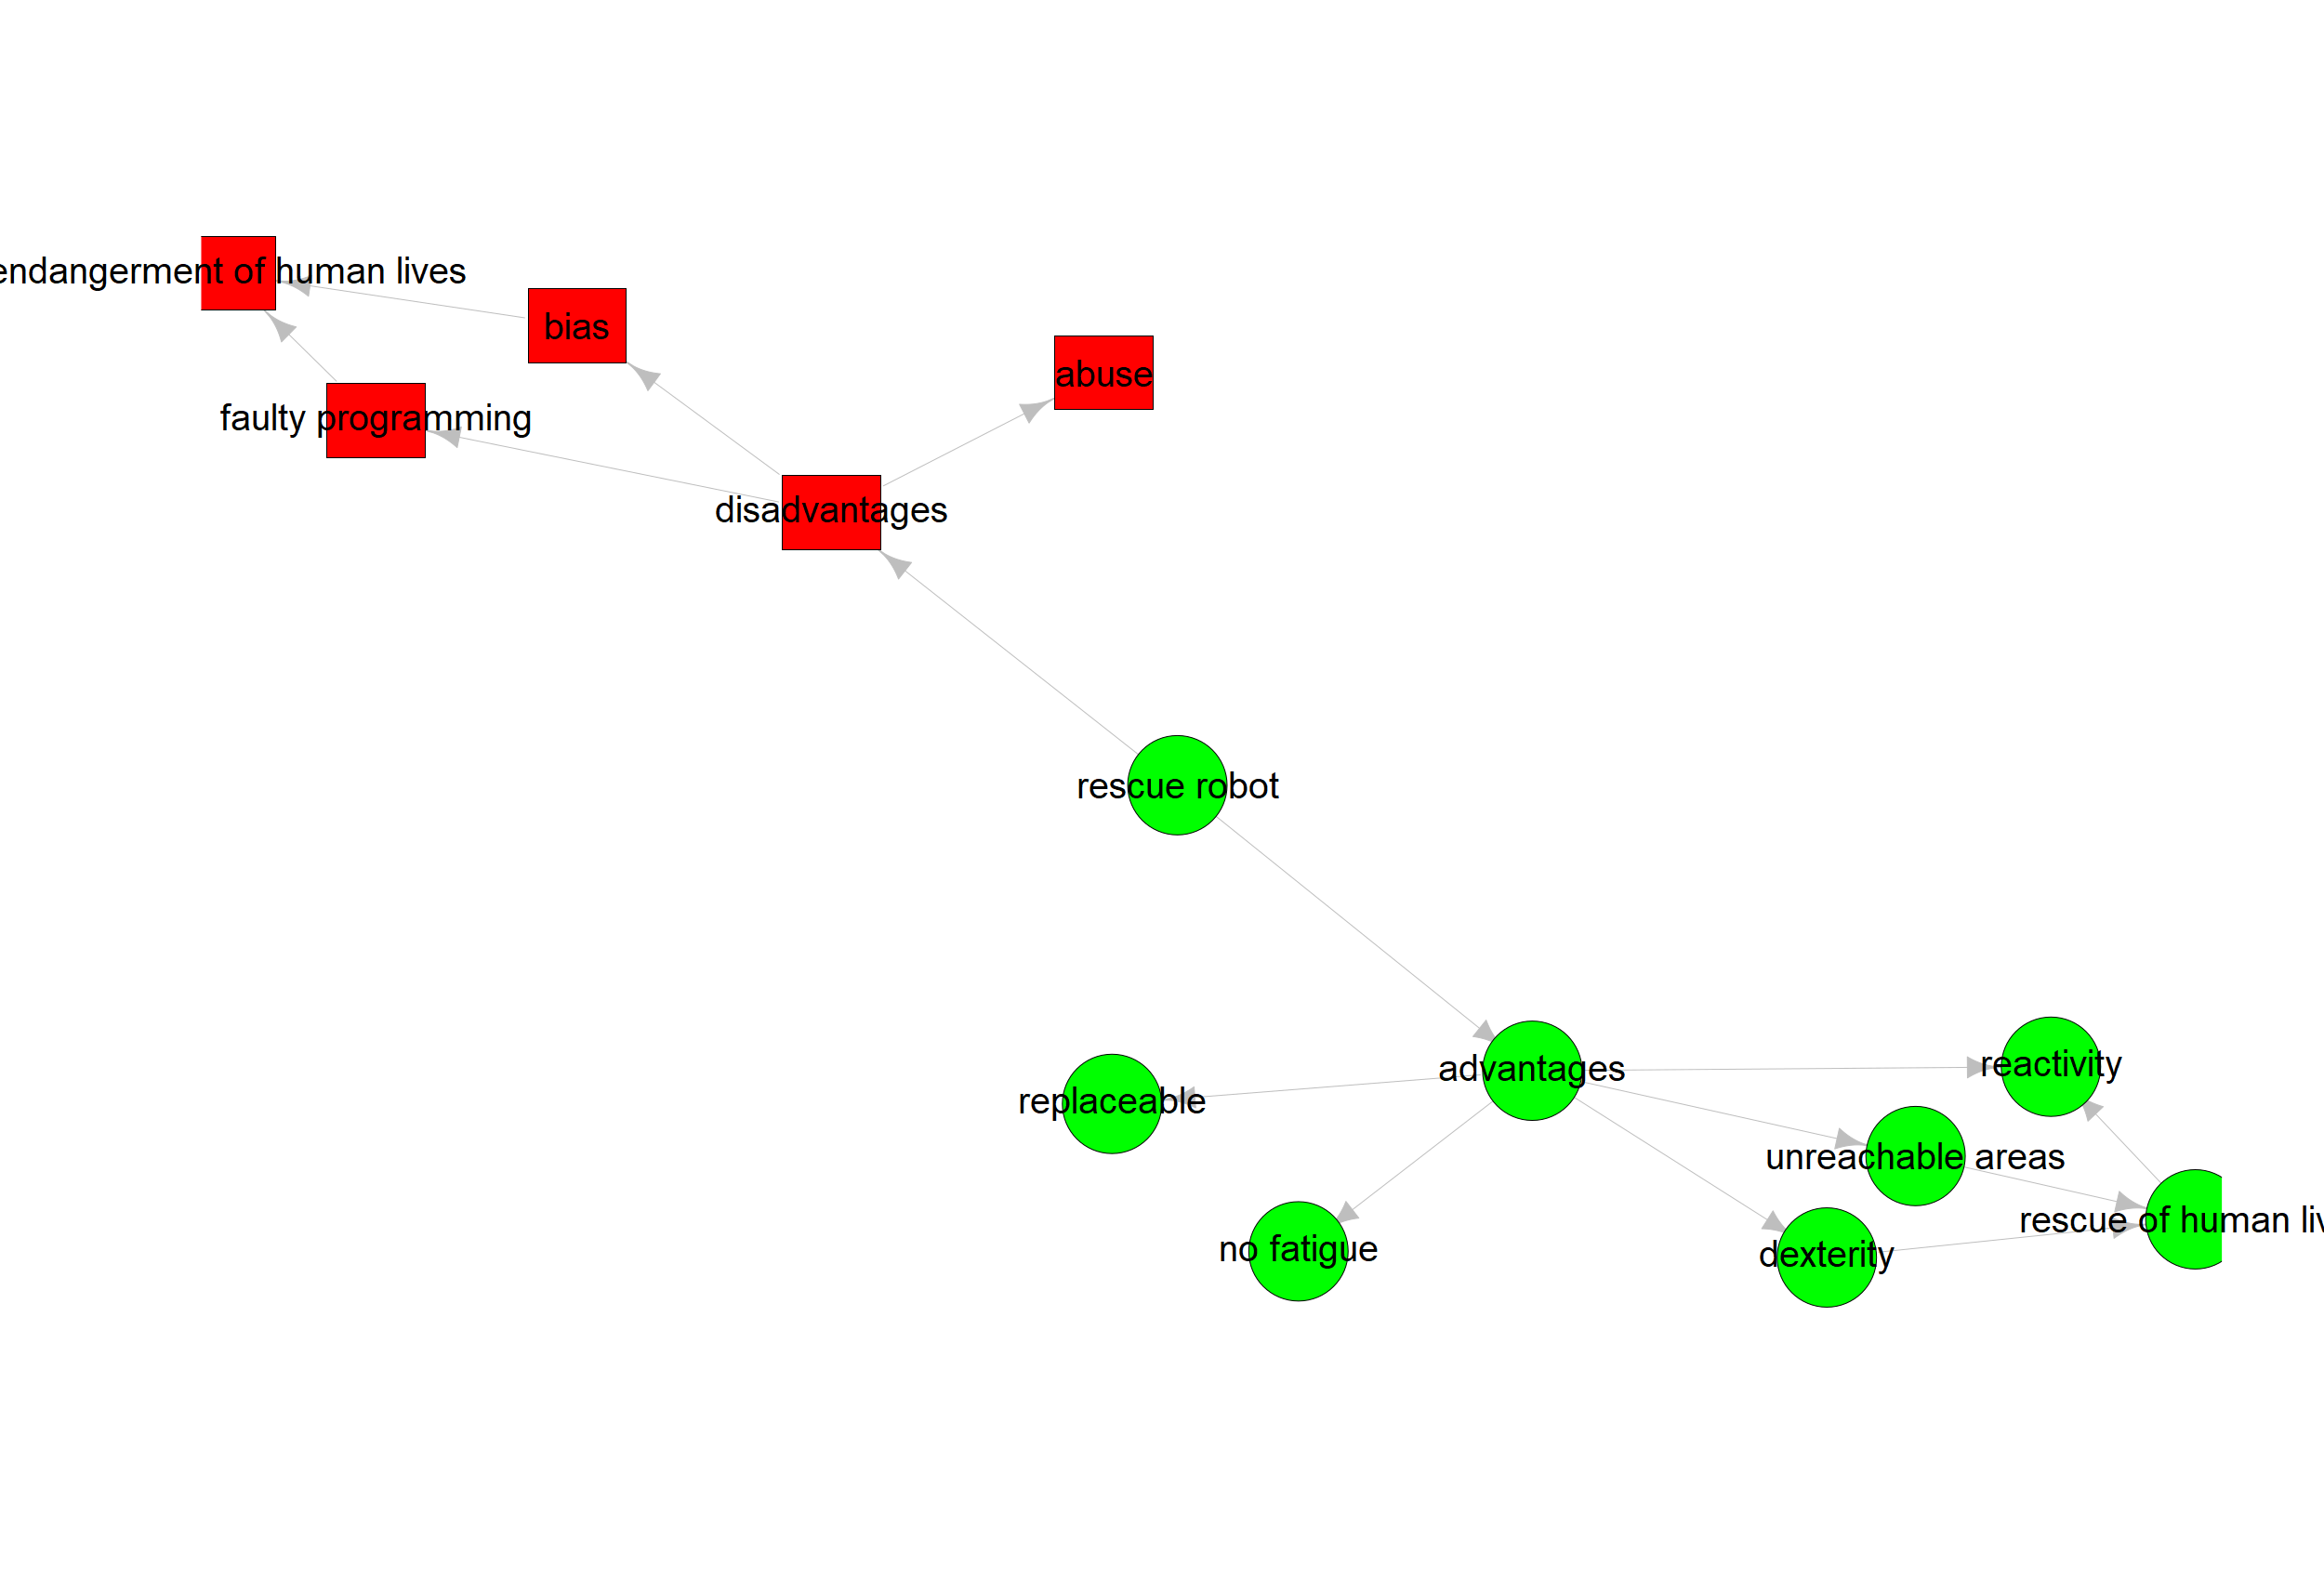 endangerment of human lives
bias
abuse
faulty programming
disadvantages
rescue robot
advantages
reactivity
replaceable
unreachable areas
rescue of human liv
no fatigue
dexterity